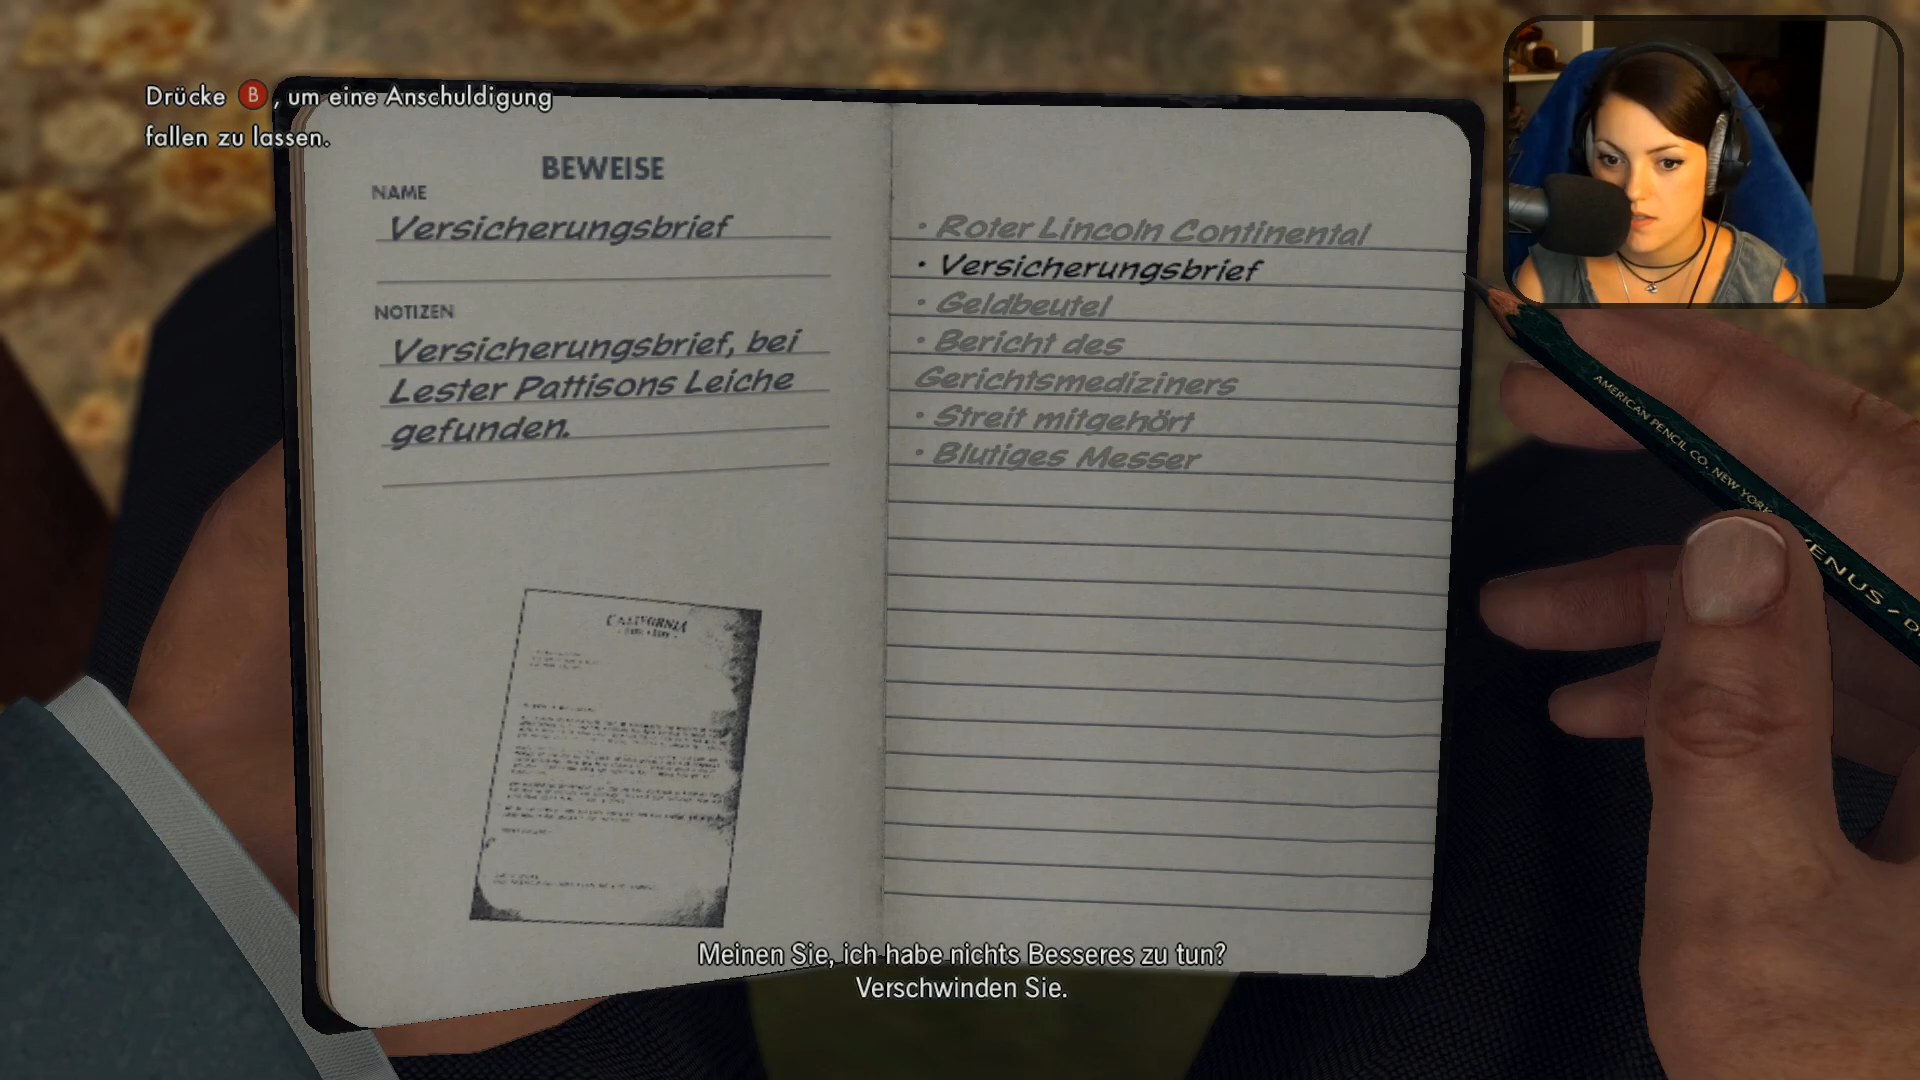 Drücke B, um eine Anschuldigung
fallen zu lassen.
BEWEISE
NAME
Versicherungsbrief
NOTIZEN
Versicherungsbrief, bei
Lester Pattisons Leiche
gefunden.
CALIFORNIA
• Roter Lincoln Continental
• Versicherungsbrief
• Geldbeutel
• Bericht des
Gerichtsmediziners
• Streit mitgehört
• Blutiges Messer
AMERICAN PENCIL CO. NEW YORK
VENUS
Meinen Sie, ich habe nichts Besseres zu tun?
Verschwinden Sie.